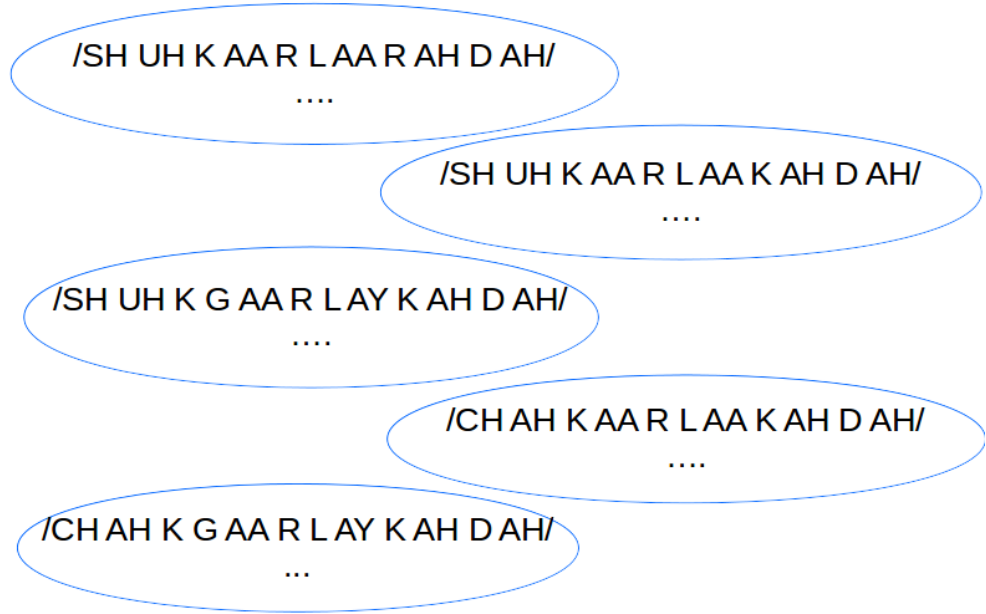 /SH UH K AA R L AA R AH D AH/
....
/SH UH K AA R L AA K AH D AH/
....
/SH UH K G AA R L AY K AH D AH/
....
/CH AH K AA R L AA K AH D AH/
....
/CH AH K G AA R L AY K AH D AH/
...